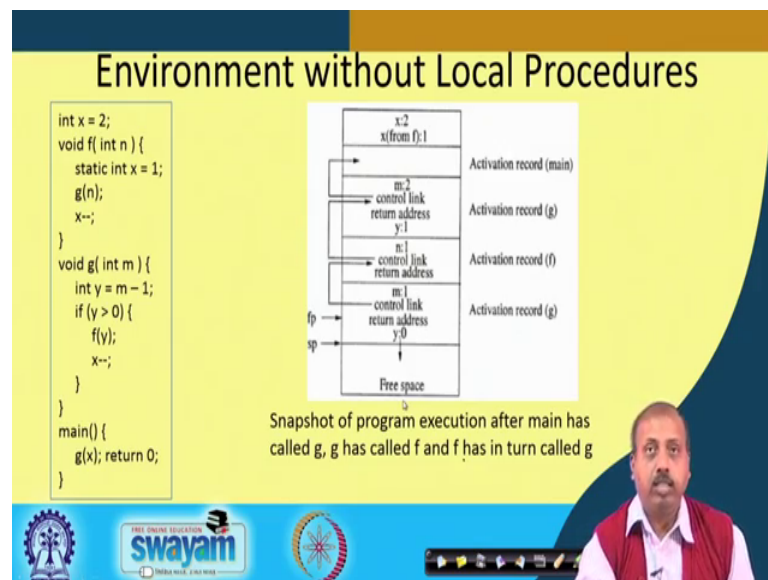 Environment without Local Procedures
int x = 2;
void f( int n ) {
static int x = 1;
g(n);
x--;
}
void g( int m ) {
int y = m – 1;
if (y > 0) {
f(y);
x--;
}
}
main() {
g(x); return 0;
}
x:2
x(from f):1
Activation record (main)
m:2
control link
return address
y:1
Activation record (g)
n:1
control link
return address
Activation record (f)
m:1
control link
return address
y:0
Activation record (g)
fp
sp
Free space
Snapshot of program execution after main has
called g, g has called f and f has in turn called g
FREE ONLINE EDUCATION
swayam